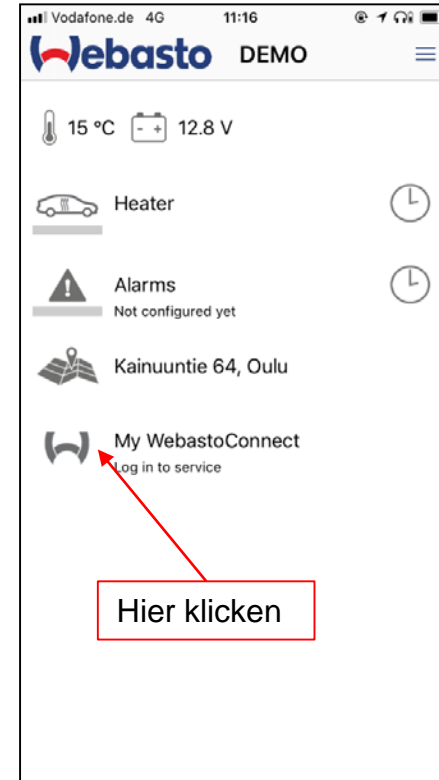 Vodafone.de 4G 11:16
Webasto DEMO
15 °C - + 12.8 V
Heater
Alarms
Not configured yet
Kainuuntie 64, Oulu
My WebastoConnect
Log in to service
Hier klicken